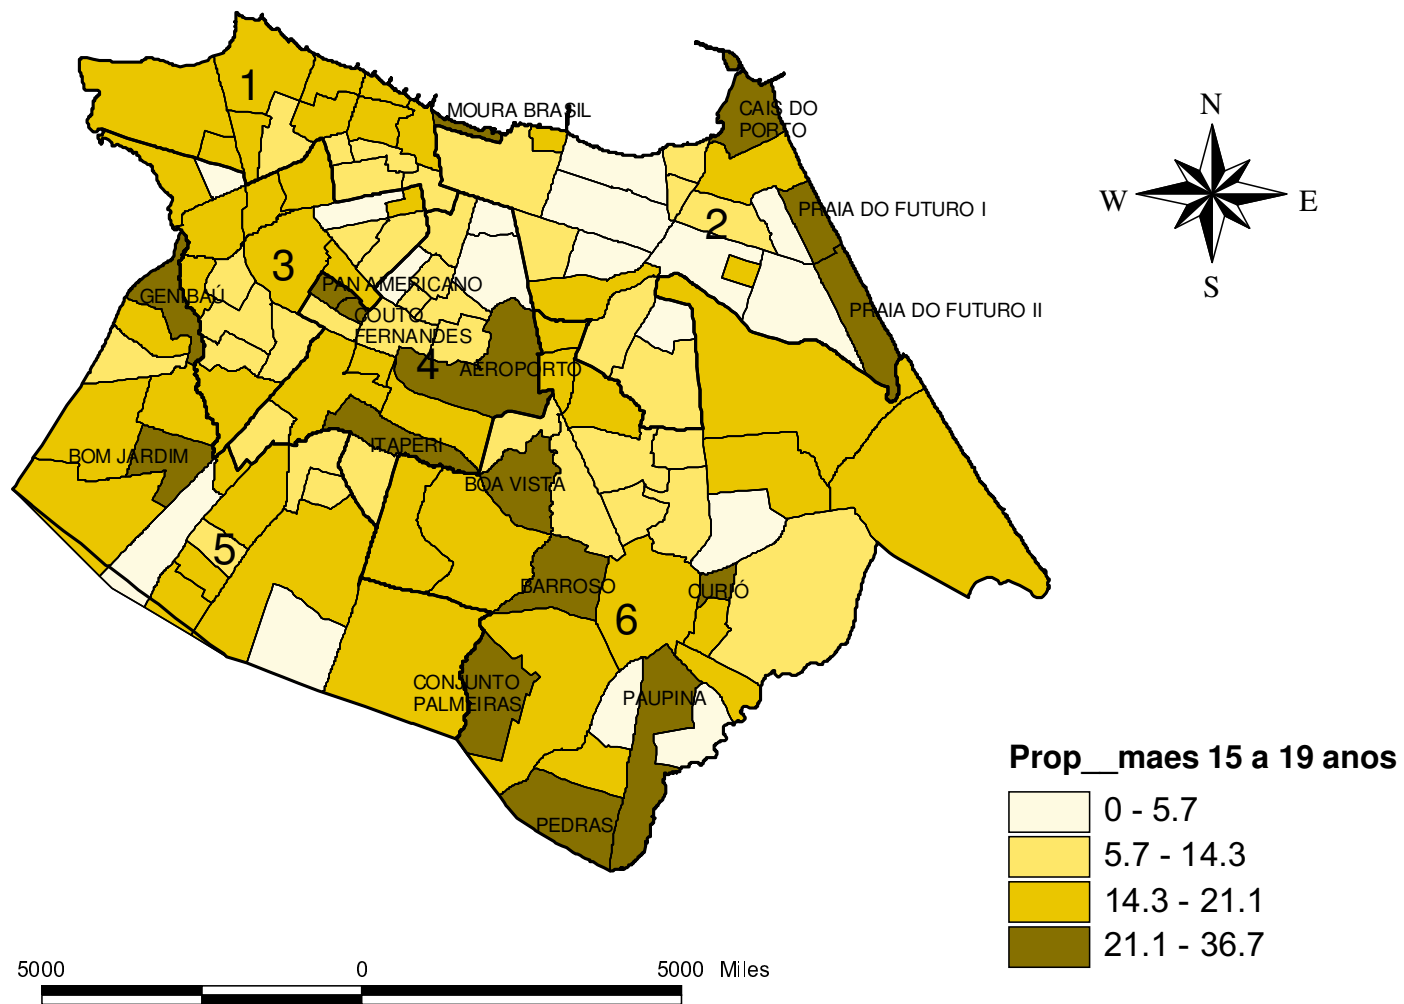 1
MOURA BRASIL
CAIS DO
PORTO
N
W
E
S
2
PRAIA DO FUTURO I
3
PAN AMERICANO
GENIBAÚ
COUTO
FERNANDES
PRAIA DO FUTURO II
4
AEROPORTO
ITAPERI
BOM JARDIM
BOA VISTA
5
BARROSO
CURIÓ
6
CONJUNTO
PALMEIRAS
PAUPINA
PEDRAS
Prop__maes 15 a 19 anos
0 - 5.7
5.7 - 14.3
14.3 - 21.1
21.1 - 36.7
5000 0 5000 Miles